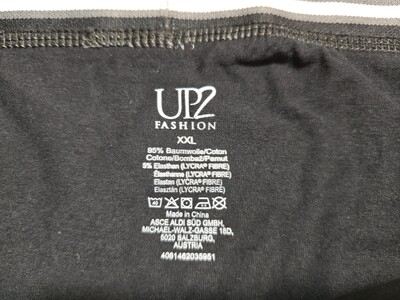 UP2
FASHION
XXL
95% Baumwolle/Coton
Cotone/Bombaž/Pamut
5% Elasthan (LYCRA® FIBRE)
Élasthanne (LYCRA® FIBRE)
Elastan (LYCRA® FIBRE)
Elasztán (LYCRA® FIBRE)
Made in China
ASCE ALDI SÜD GMBH,
MICHAEL-WALZ-GASSE 18D,
5020 SALZBURG,
AUSTRIA
4061462035951